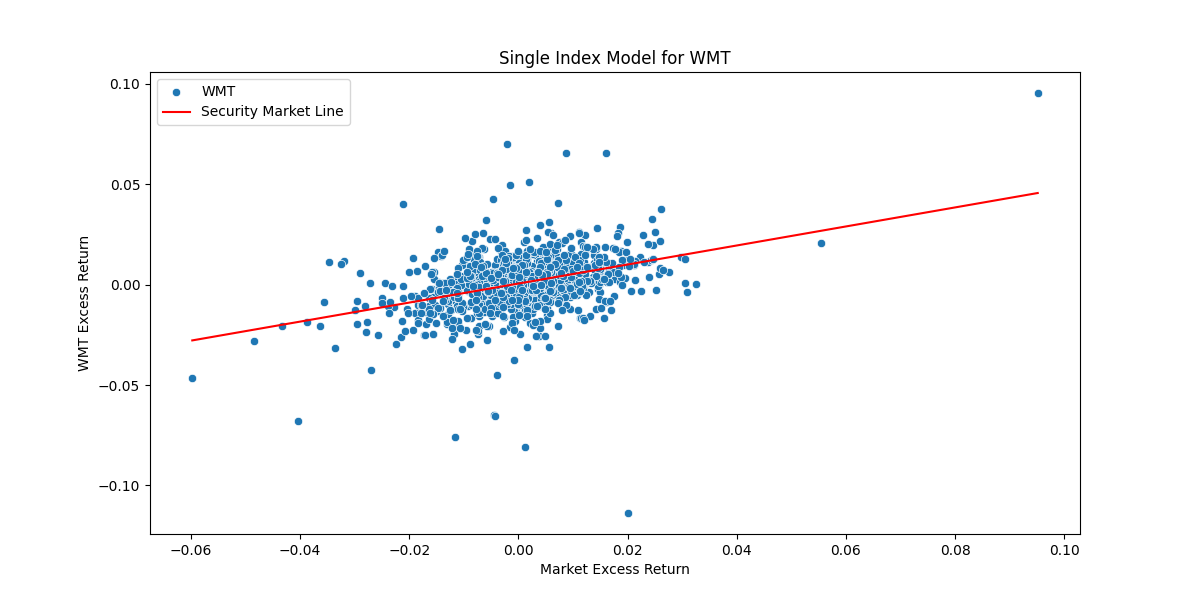 Single Index Model for WMT
WMT
Security Market Line
WMT Excess Return
0.10
0.05
0.00
−0.05
−0.10
−0.06
−0.04
−0.02
0.00
0.02
0.04
0.06
0.08
0.10
Market Excess Return